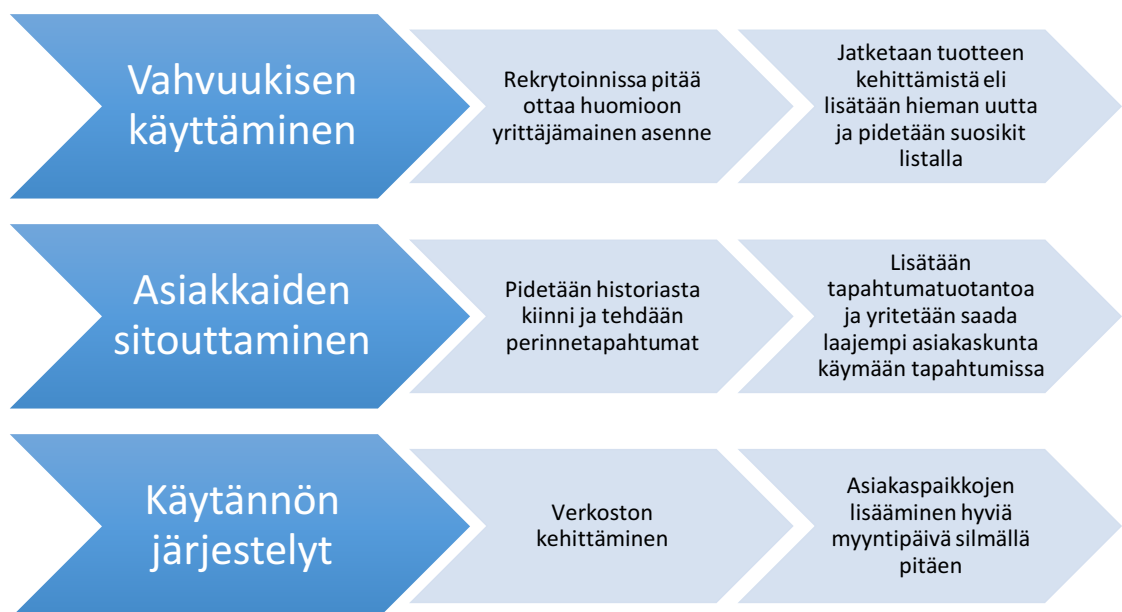 Vahvuukisen
käyttäminen
Rekrytoinnissa pitää
ottaa huomioon
yrittäjämainen asenne
Jatketaan tuotteen
kehittämistä eli
lisätään hieman uutta
ja pidetään suosikit
listalla
Asiakkaiden
sitouttaminen
Pidetään historiasta
kiinni ja tehdään
perinnetapahtumat
Lisätään
tapahtumatuotantoa
ja yritetään saada
laajempi asiakaskunta
käymään tapahtumissa
Käytännön
järjestelyt
Verkoston
kehittäminen
Asiakaspaikkojen
lisääminen hyviä
myyntipäivä silmällä
pitäen